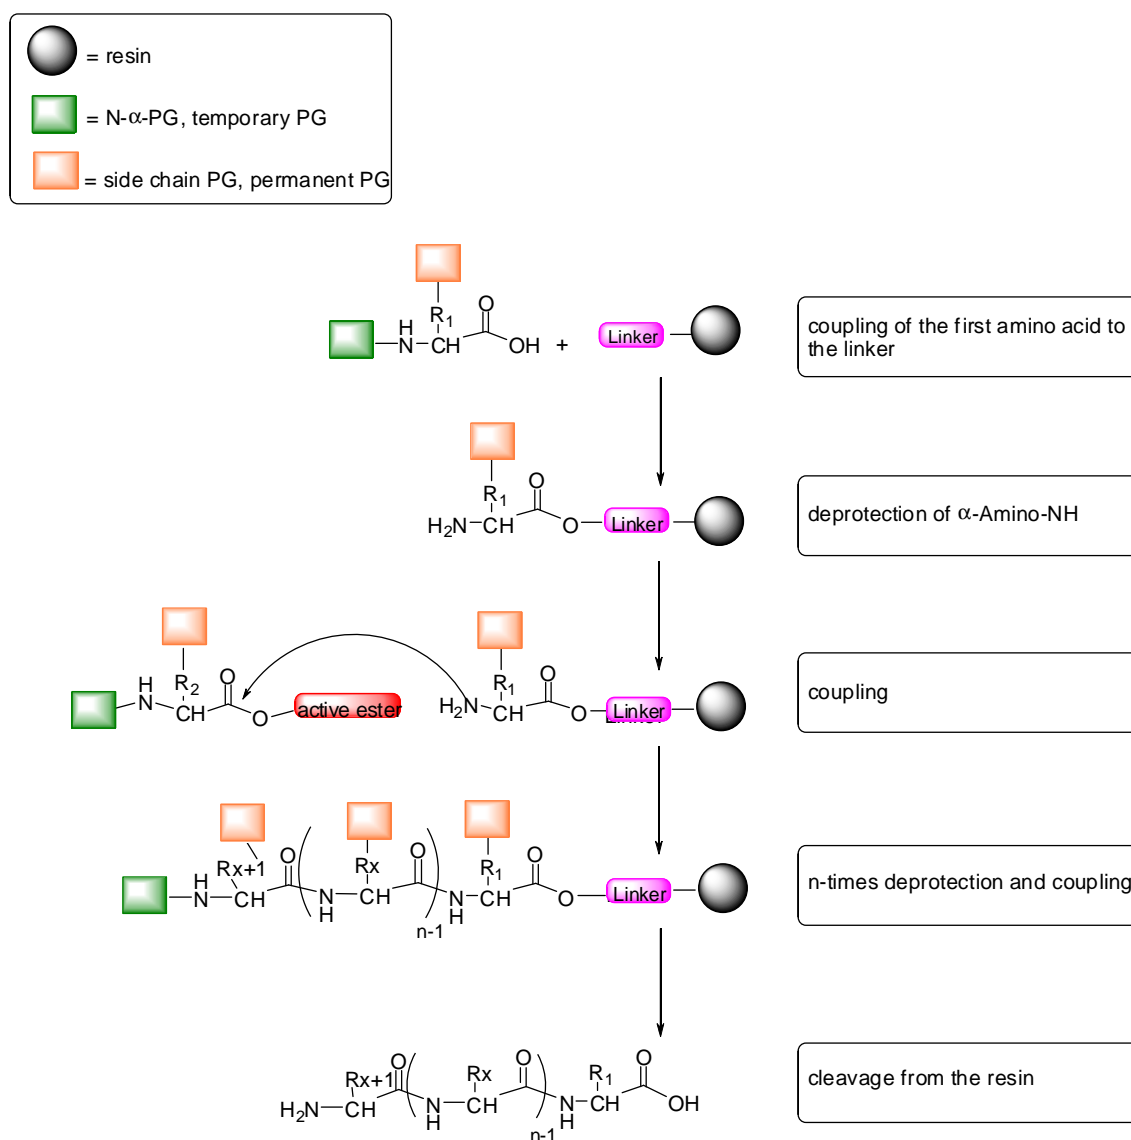 = resin
= N-α-PG, temporary PG
= side chain PG, permanent PG
R1
H
N
CH
O
OH
+
Linker
coupling of the first amino acid to
the linker
R1
H2N
CH
O
O
Linker
deprotection of α-Amino-NH
H
N
R2
CH
O
O
active ester
H2N
R1
CH
O
O
Linker
coupling
H
N
Rx+1
CH
O
N
H
Rx
CH
O
n-1
H
N
R1
CH
O
O
Linker
n-times deprotection and coupling
H2N
Rx+1
CH
O
N
H
Rx
CH
O
n-1
N
H
R1
CH
O
OH
cleavage from the resin